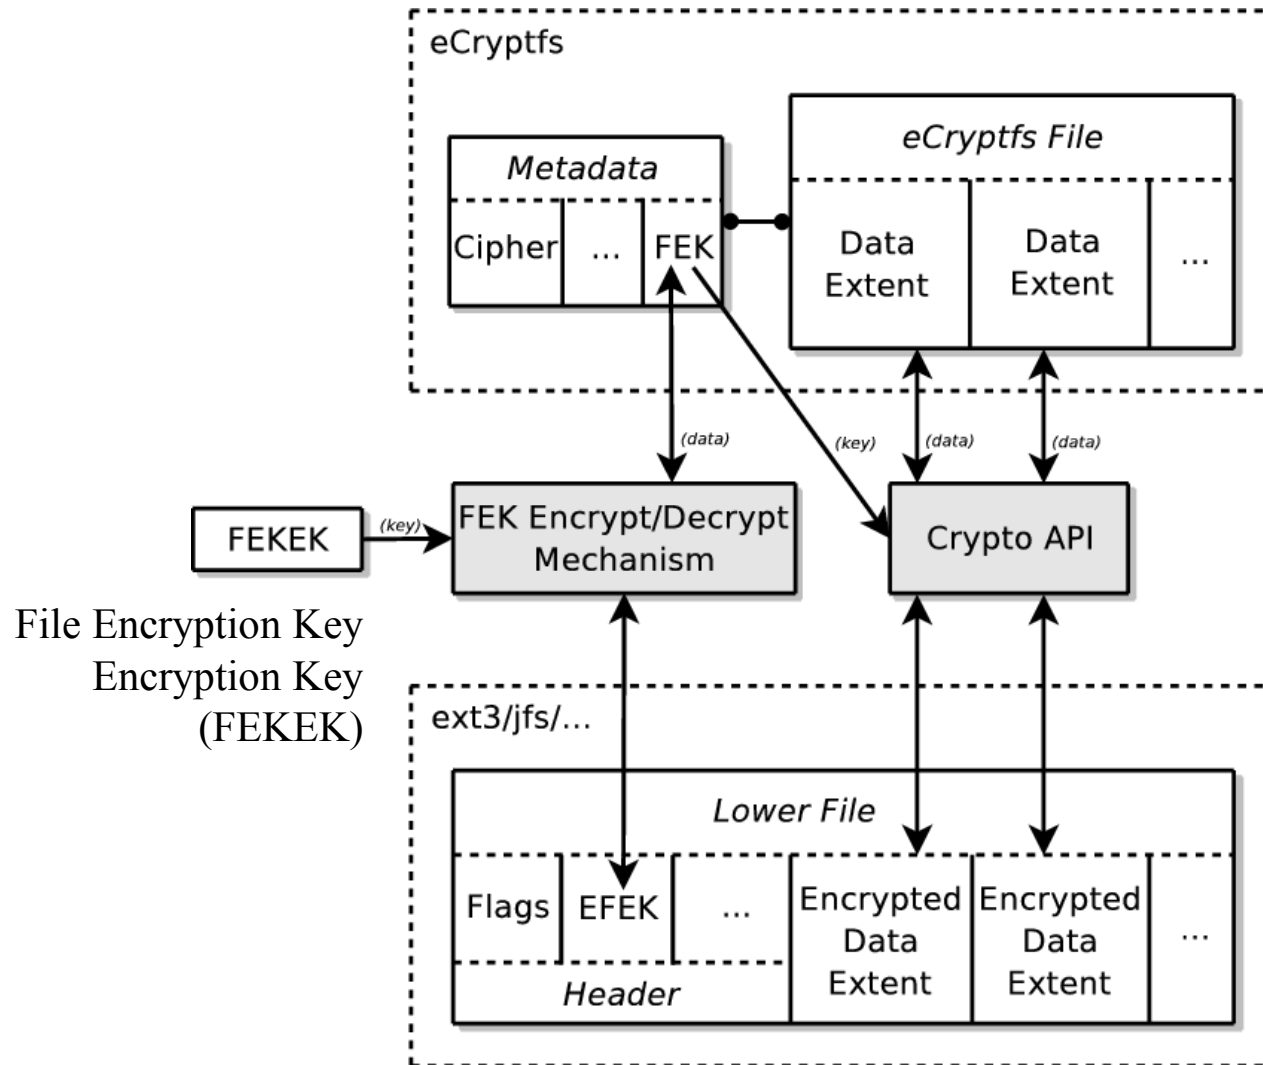 eCryptfs
eCryptfs File
Metadata
Cipher
...
FEK
Data
Extent
Data
Extent
...
(data)
(key)
(data)
(data)
FEKEK
(key)
FEK Encrypt/Decrypt
Mechanism
Crypto API
File Encryption Key
Encryption Key
(FEKEK)
ext3/jfs/...
Lower File
Flags
EFEK
...
Encrypted
Data
Extent
Encrypted
Data
Extent
...
Header